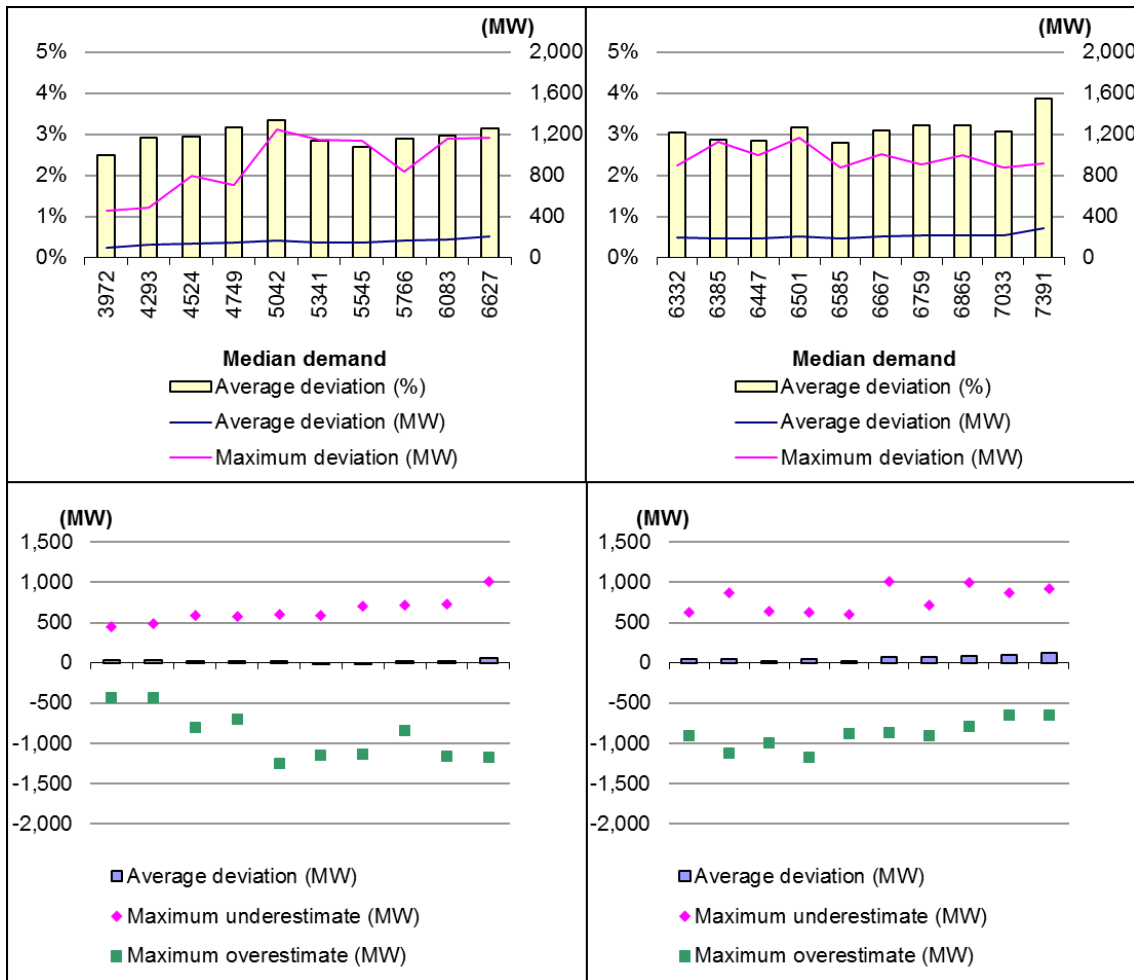 (MW)
5% 2,000
4% 1,600
3% 1,200
2% 800
1% 400
0% 0
3972 4293 4524 4749 5042 5341 5545 5766 6083 6627
Median demand
Average deviation (%)
Average deviation (MW)
Maximum deviation (MW)
(MW)
5% 2,000
4% 1,600
3% 1,200
2% 800
1% 400
0% 0
6332 6385 6447 6501 6585 6667 6759 6865 7033 7391
Median demand
Average deviation (%)
Average deviation (MW)
Maximum deviation (MW)
(MW)
1,500
1,000
500
0
-500
-1,000
-1,500
-2,000
Average deviation (MW)
Maximum underestimate (MW)
Maximum overestimate (MW)
(MW)
1,500
1,000
500
0
-500
-1,000
-1,500
-2,000
Average deviation (MW)
Maximum underestimate (MW)
Maximum overestimate (MW)